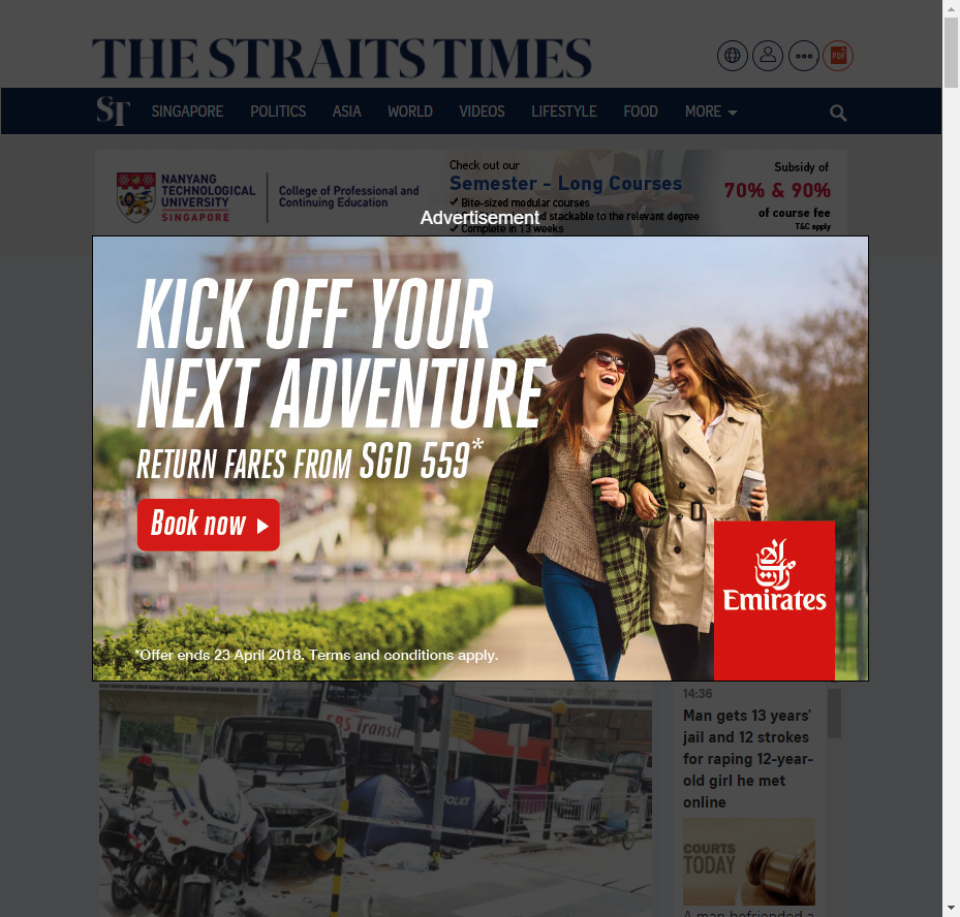 THE STRAITS TIMES
PDF
ST
SINGAPORE
POLITICS
ASIA
WORLD
VIDEOS
LIFESTYLE
FOOD
MORE
NANYANG
TECHNOLOGICAL
UNIVERSITY
SINGAPORE
College of Professional and
Continuing Education
Check out our
Semester - Long Courses
✓ Bite-sized modular courses
d stackable to the relevant degree
✓ Complete in 13 weeks
Subsidy of
70% & 90%
of course fee
T&C apply
Advertisement
KICK OFF YOUR
NEXT ADVENTURE
RETURN FARES FROM SGD 559*
Book now
Emirates
*Offer ends 23 April 2018. Terms and conditions apply.
SBS Transit
POLICE
14:36
Man gets 13 years'
jail and 12 strokes
for raping 12-year-
old girl he met
online
COURTS
TODAY
A man befriended a